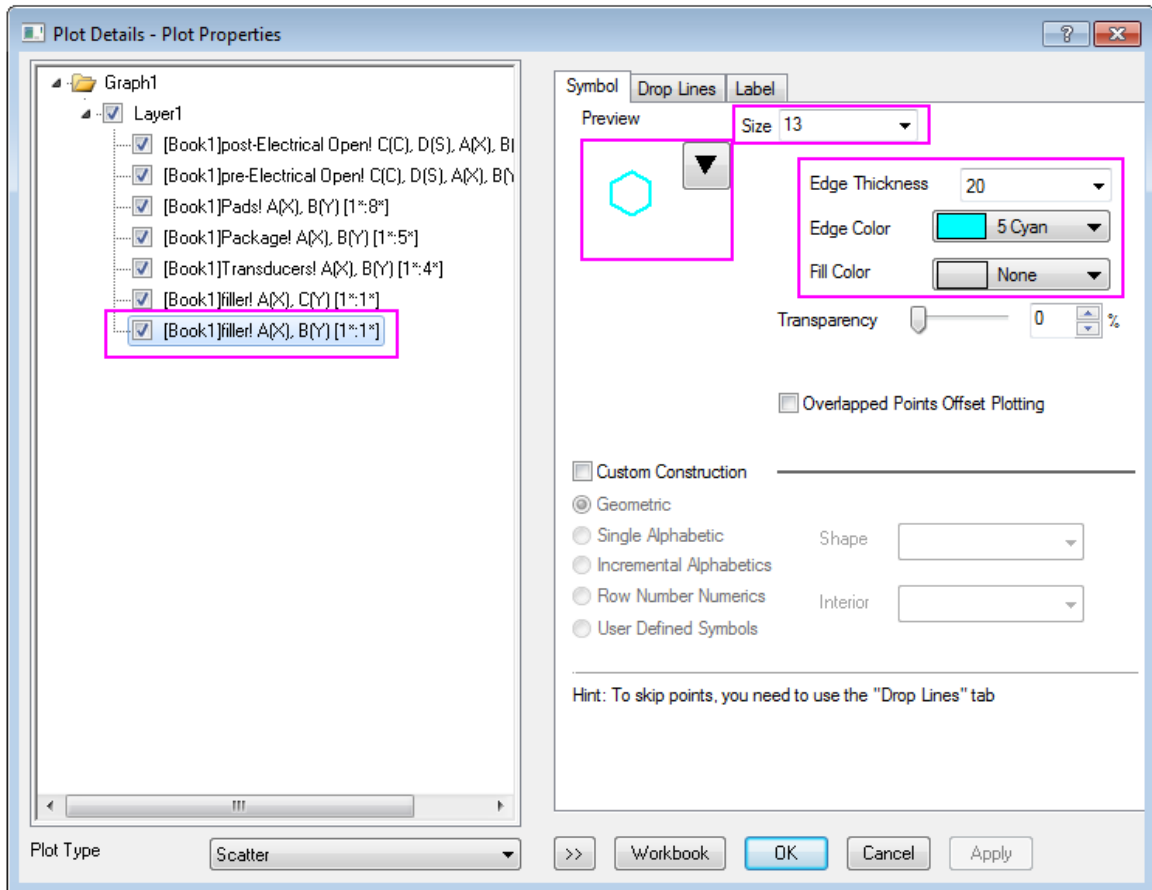 Plot Details - Plot Properties
Graph1
Layer1
[Book1]post-Electrical Open! C(C), D(S), A(X), B(
[Book1]pre-Electrical Open! C(C), D(S), A(X), B(Y
[Book1]Pads! A(X), B(Y) [1*:8*]
[Book1]Package! A(X), B(Y) [1*:5*]
[Book1]Transducers! A(X), B(Y) [1*:4*]
[Book1]filler! A(X), C(Y) [1*:1*]
[Book1]filler! A(X), B(Y) [1*:1*]
Plot Type
Scatter
Symbol
Drop Lines
Label
Preview
Size 13
Edge Thickness 20
Edge Color 5 Cyan
Fill Color None
Transparency 0 %
Overlapped Points Offset Plotting
Custom Construction
Geometric
Single Alphabetic
Incremental Alphabetics
Row Number Numerics
User Defined Symbols
Shape
Interior
Hint: To skip points, you need to use the "Drop Lines" tab
>> Workbook OK Cancel Apply